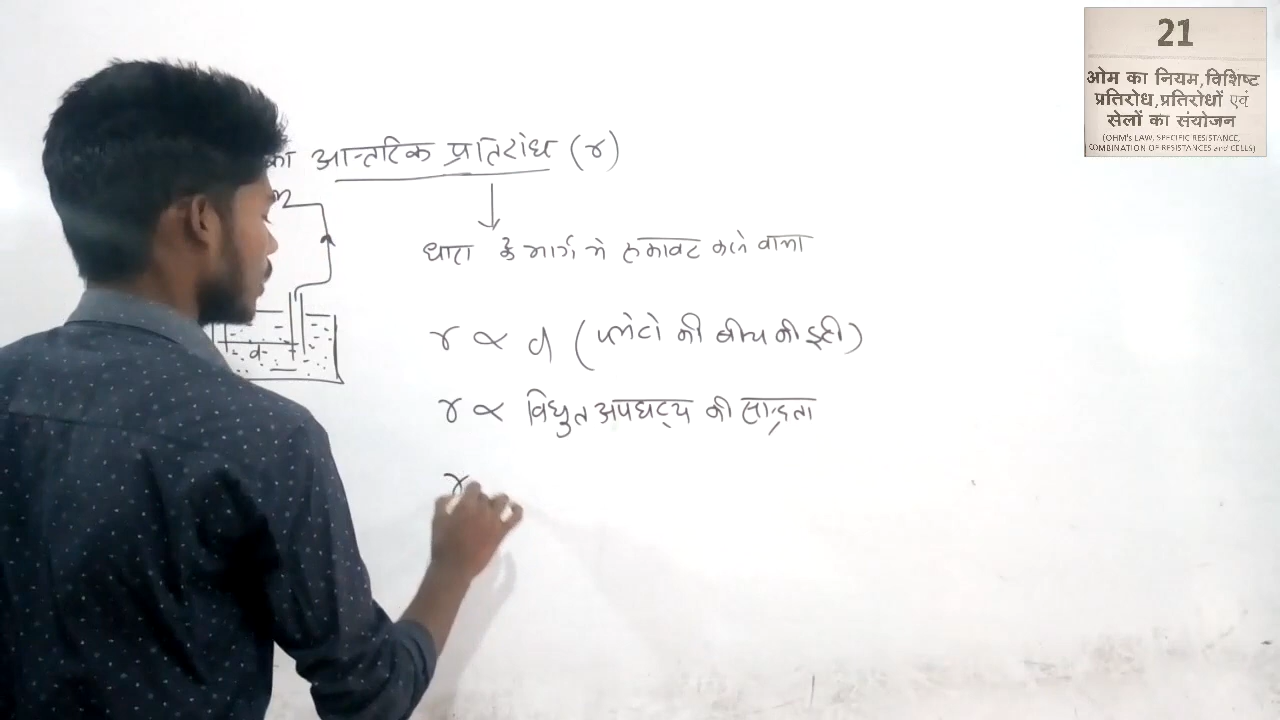 21
ओम का नियम,विशिष्ट
प्रतिरोध,प्रतिरोधों एवं
सेलों का संयोजन
(OHM's LAW, SPECIFIC RESISTANCE,
COMBINATION OF RESISTANCES and CELLS)
का आन्तरिक प्रतिरोध (r)
धारा के मार्ग मे रुकावट करने वाला
r ∝ d (प्लेटो की बीच की दूरी)
r ∝ विधुत अपघट्य की सान्द्रता
r
d